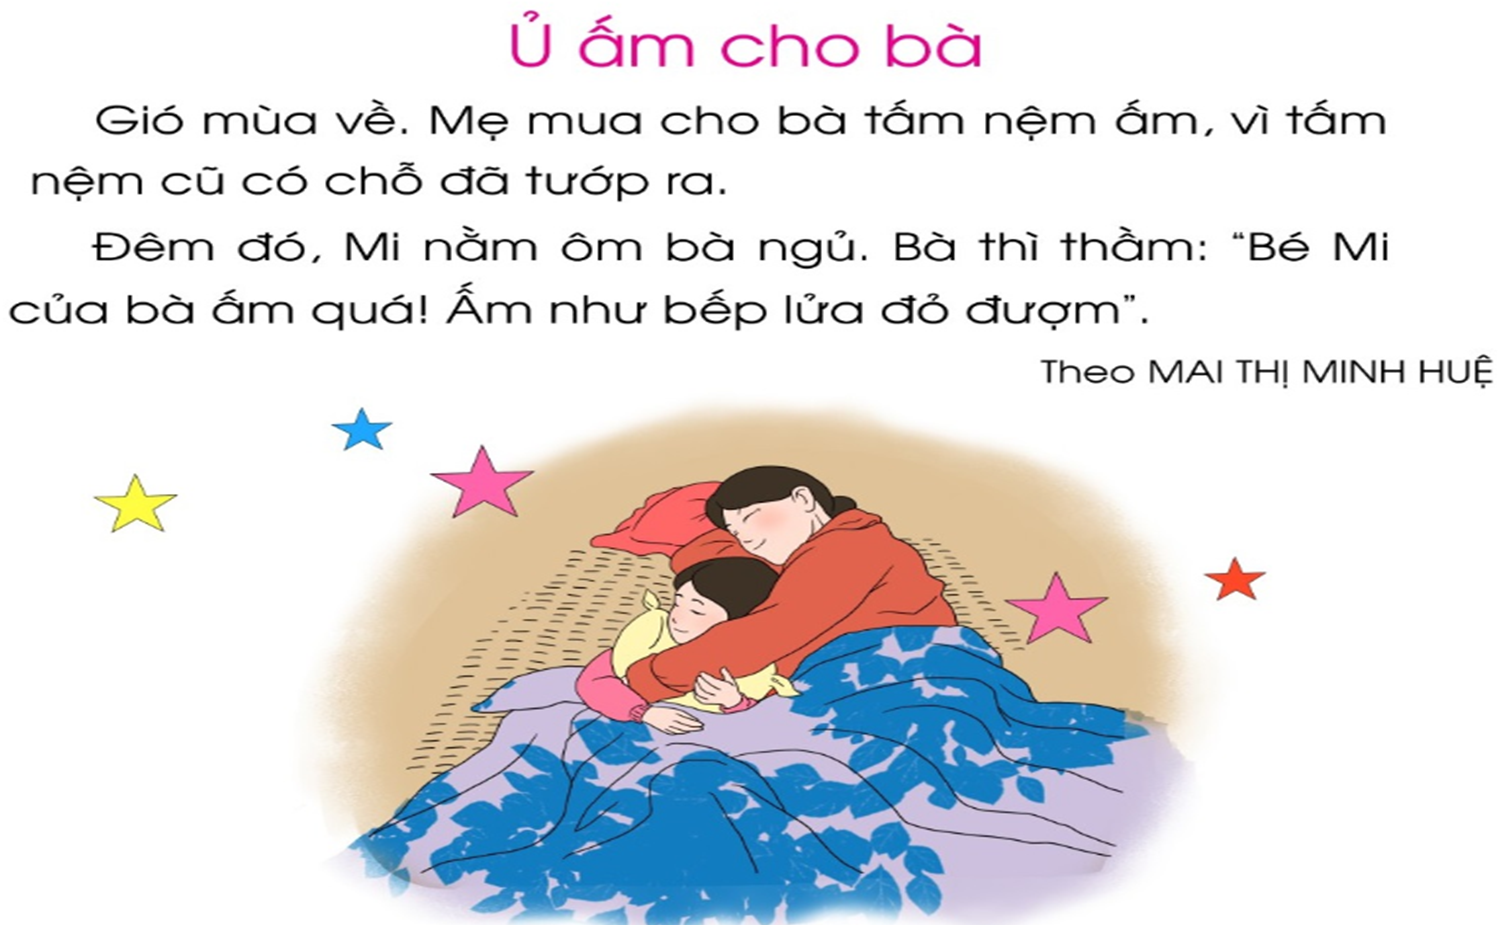 Ủ ấm cho bà
Gió mùa về. Mẹ mua cho bà tấm nệm ấm, vì tấm
nệm cũ có chỗ đã tướp ra.
Đêm đó, Mi nằm ôm bà ngủ. Bà thì thầm: “Bé Mi
của bà ấm quá! Ấm như bếp lửa đỏ đượm”.
Theo MAI THỊ MINH HUỆ